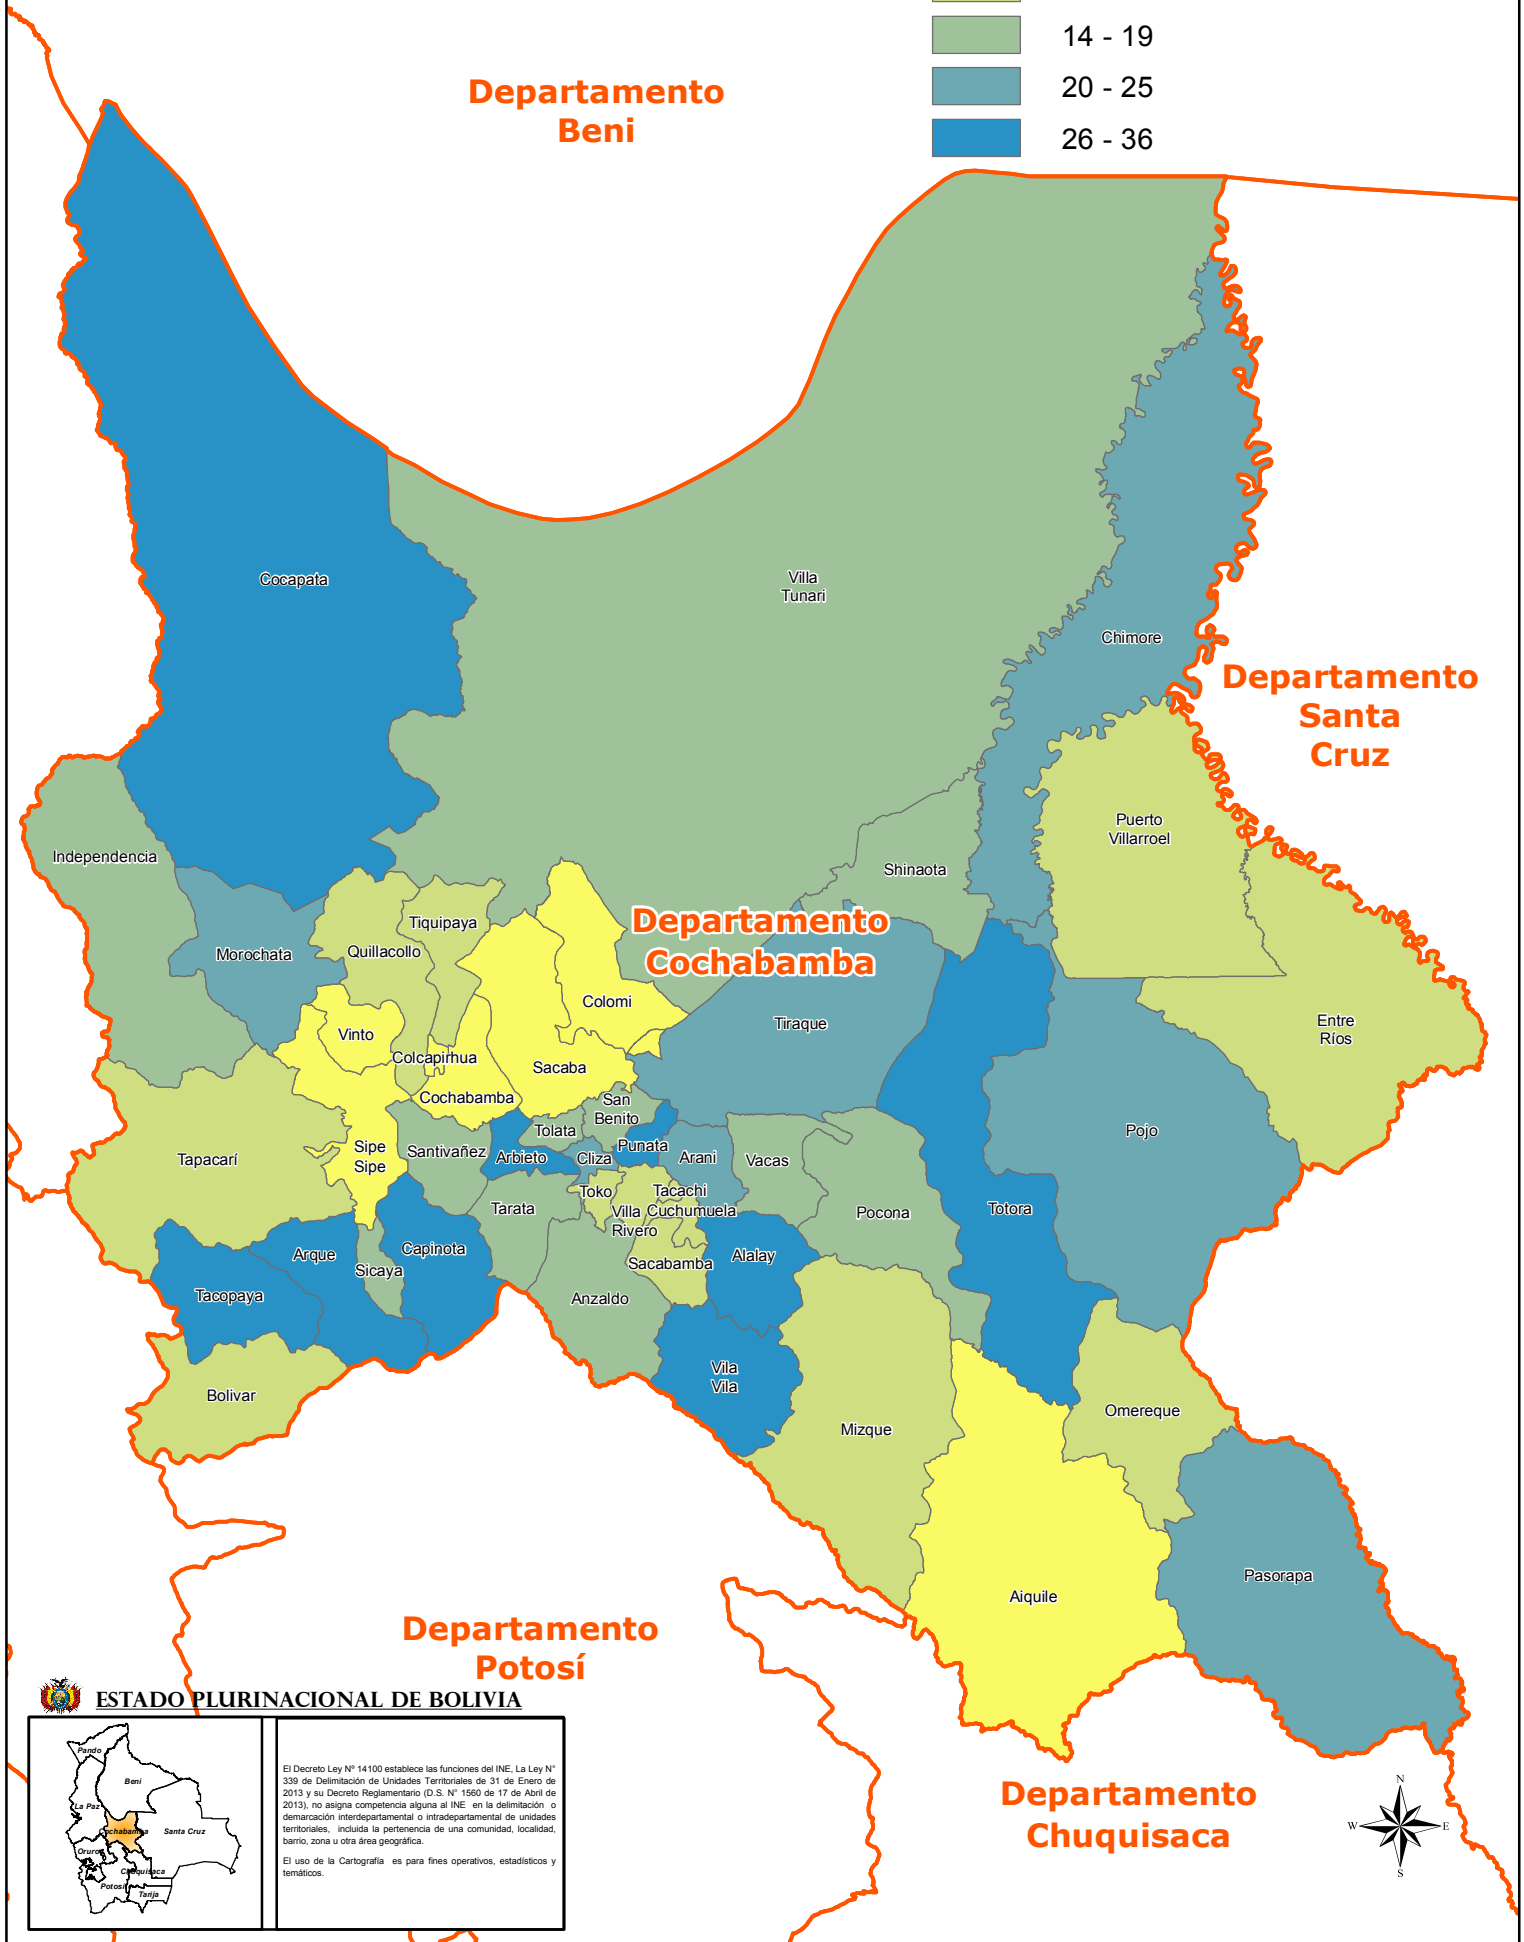 14 - 19
20 - 25
26 - 36
Departamento
Beni
Cocapata
Villa
Tunari
Chimore
Departamento
Santa
Cruz
Puerto
Villarroel
Independencia
Shinaota
Tiquipaya
Departamento
Cochabamba
Quillacollo
Morochata
Colomi
Tiraque
Entre
Ríos
Vinto
Colcapirhua
Sacaba
Cochabamba
San
Benito
Tolata
Pojo
Punata
Sipe
Sipe
Santivañez
Arbieto
Cliza
Arani
Vacas
Tapacarí
Toko
Tacachi
Tarata
Villa
Rivero
Cuchumuela
Pocona
Totora
Arque
Capinota
Sicaya
Sacabamba
Alalay
Tacopaya
Anzaldo
Vila
Vila
Bolivar
Mizque
Omereque
Aiquile
Pasorapa
Departamento
Potosí
ESTADO PLURINACIONAL DE BOLIVIA
Pando
Beni
La Paz
Cochabamba
Santa Cruz
Oruro
Chuquisaca
Potosí
Tarija
El Decreto Ley Nº 14100 establece las funciones del INE, La Ley N°
339 de Delimitación de Unidades Territoriales de 31 de Enero de
2013 y su Decreto Reglamentario (D.S. N° 1560 de 17 de Abril de
2013), no asigna competencia alguna al INE en la delimitación o
demarcación interdepartamental o intradepartamental de unidades
territoriales, incluida la pertenencia de una comunidad, localidad,
barrio, zona u otra área geográfica.
El uso de la Cartografía es para fines operativos, estadísticos y
temáticos.
Departamento
Chuquisaca
N
W
E
S